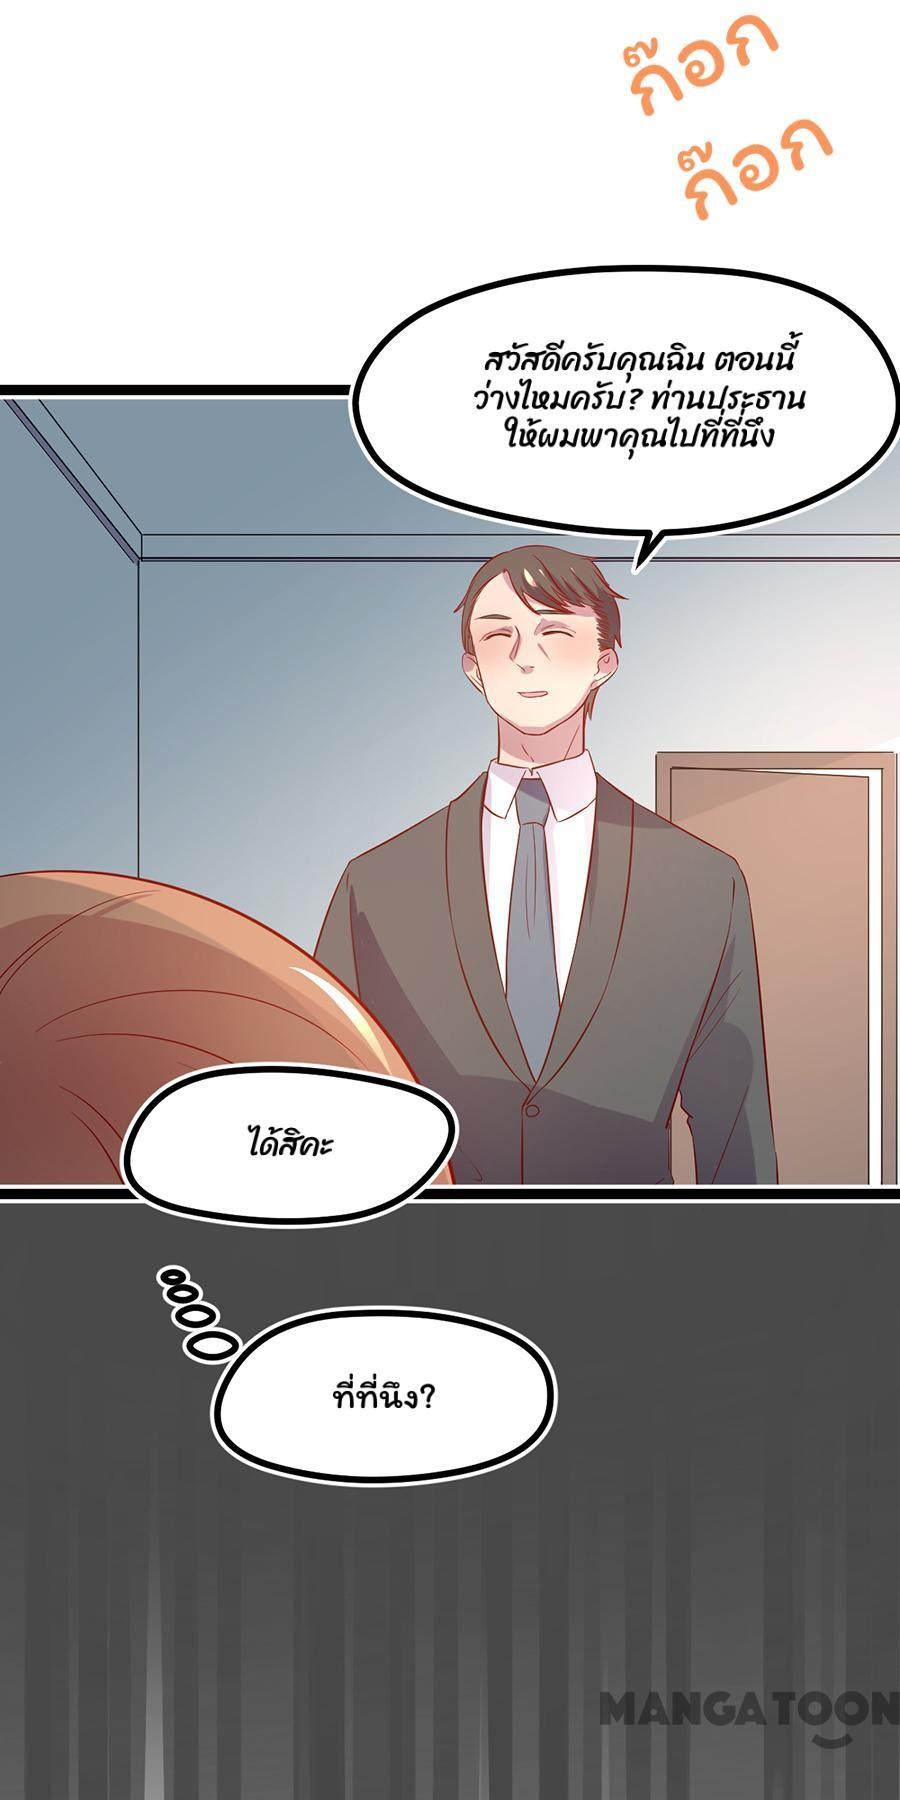 ก๊อก
ก๊อก
สวัสดีครับคุณฉิน ตอนนี้
ว่างไหมครับ? ท่านประธาน
ให้ผมพาคุณไปที่ที่นึง
ได้สิคะ
ที่ที่นึง?
MANGATOON